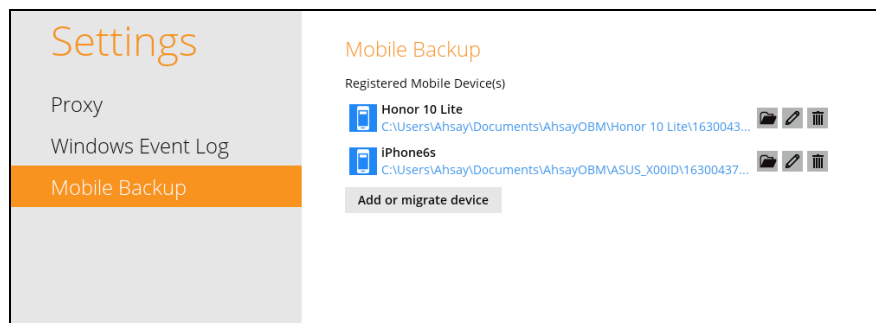 Settings
Proxy
Windows Event Log
Mobile Backup
Mobile Backup
Registered Mobile Device(s)
Honor 10 Lite
C:\Users\Ahsay\Documents\AhsayOBM\Honor 10 Lite\1630043...
iPhone6s
C:\Users\Ahsay\Documents\AhsayOBM\ASUS_X00ID\16300437...
Add or migrate device